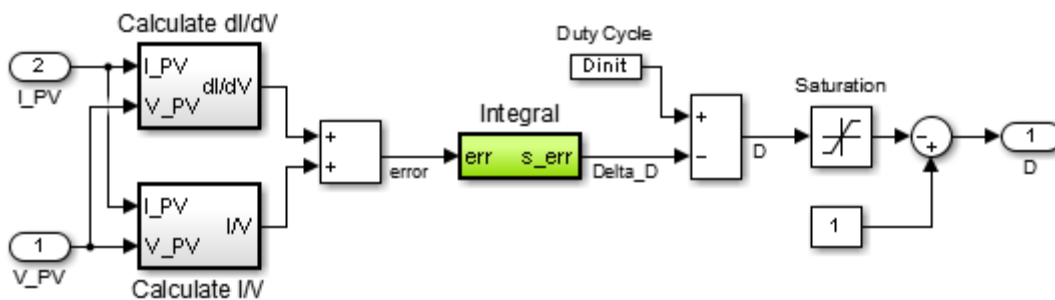 Calculate dI/dV
2
I_PV
I_PV
V_PV
dI/dV
+
+
error
I_PV
V_PV
I/V
Calculate I/V
1
V_PV
Integral
err
s_err
Delta_D
Duty Cycle
Dinit
+
−
D
Saturation
−
+
1
1
D